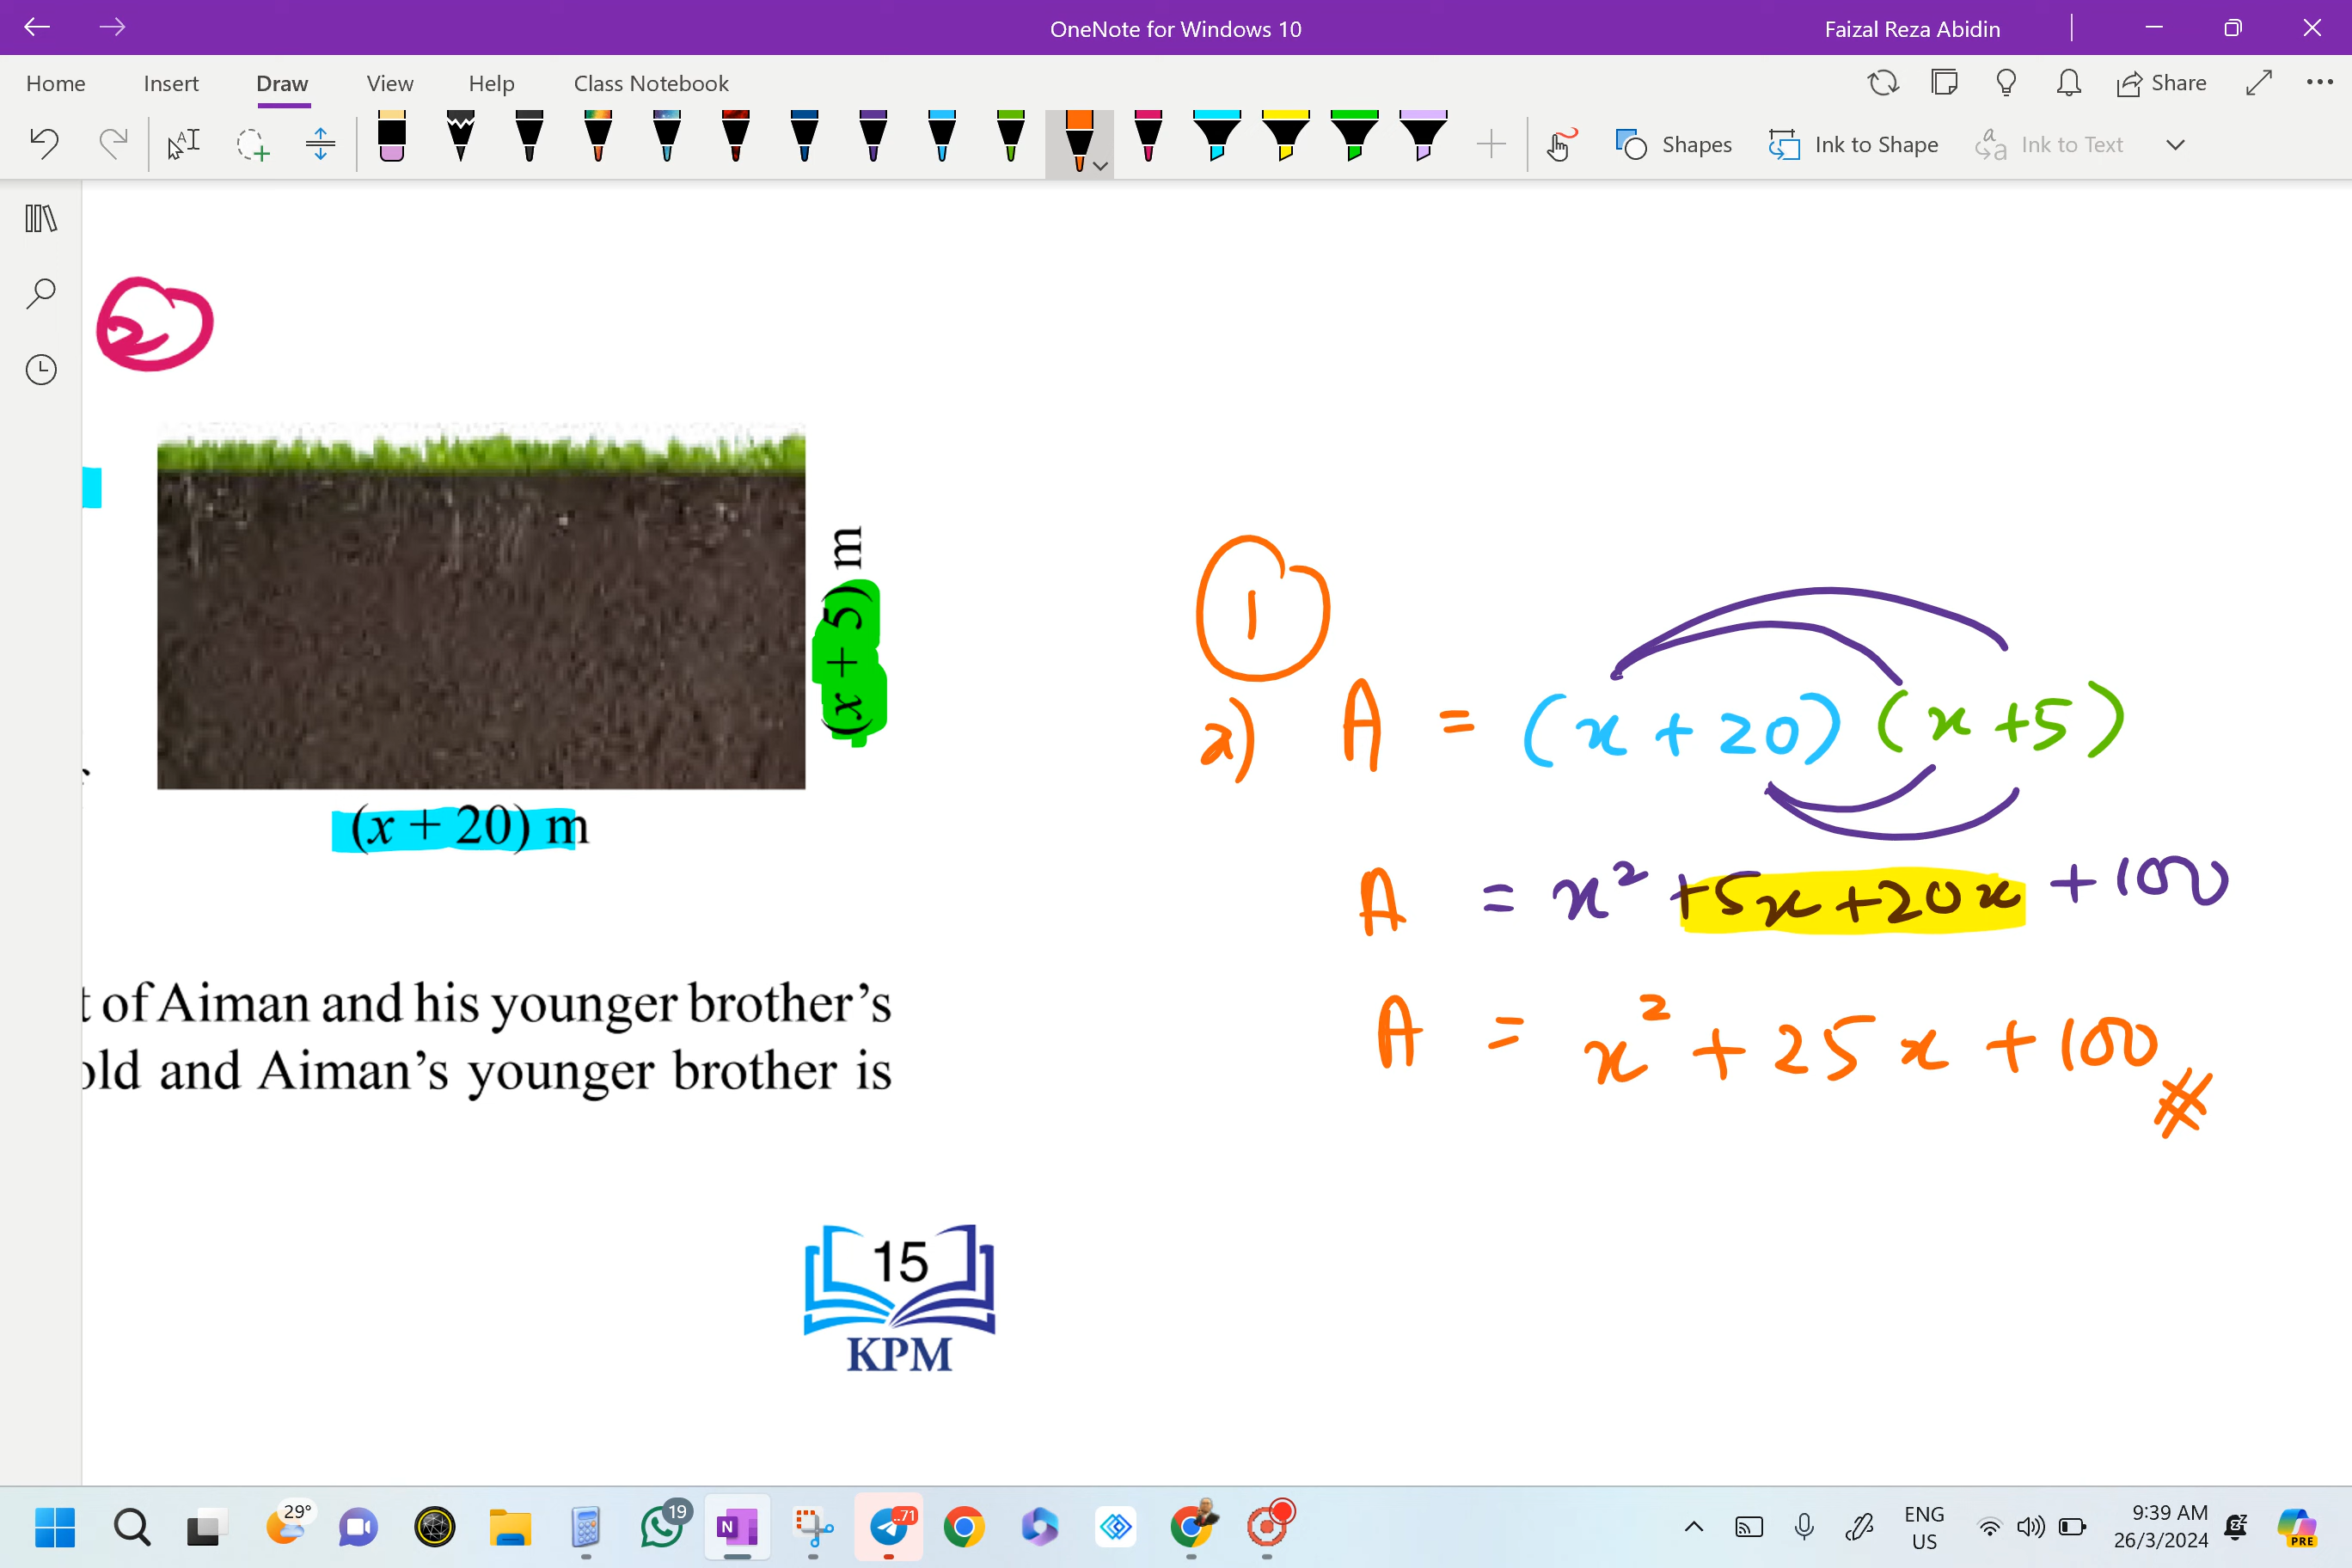 OneNote for Windows 10
Faizal Reza Abidin
Home Insert Draw View Help Class Notebook
Share
Shapes Ink to Shape Ink to Text
2
(x + 5) m
(x + 20) m
1
a) A = (x + 20) (x + 5)
A = x² + 5x + 20x + 100
A = x² + 25x + 100 #
t of Aiman and his younger brother’s
old and Aiman’s younger brother is
15
KPM
29°
19
..71
ENG
US
9:39 AM
26/3/2024
PRE